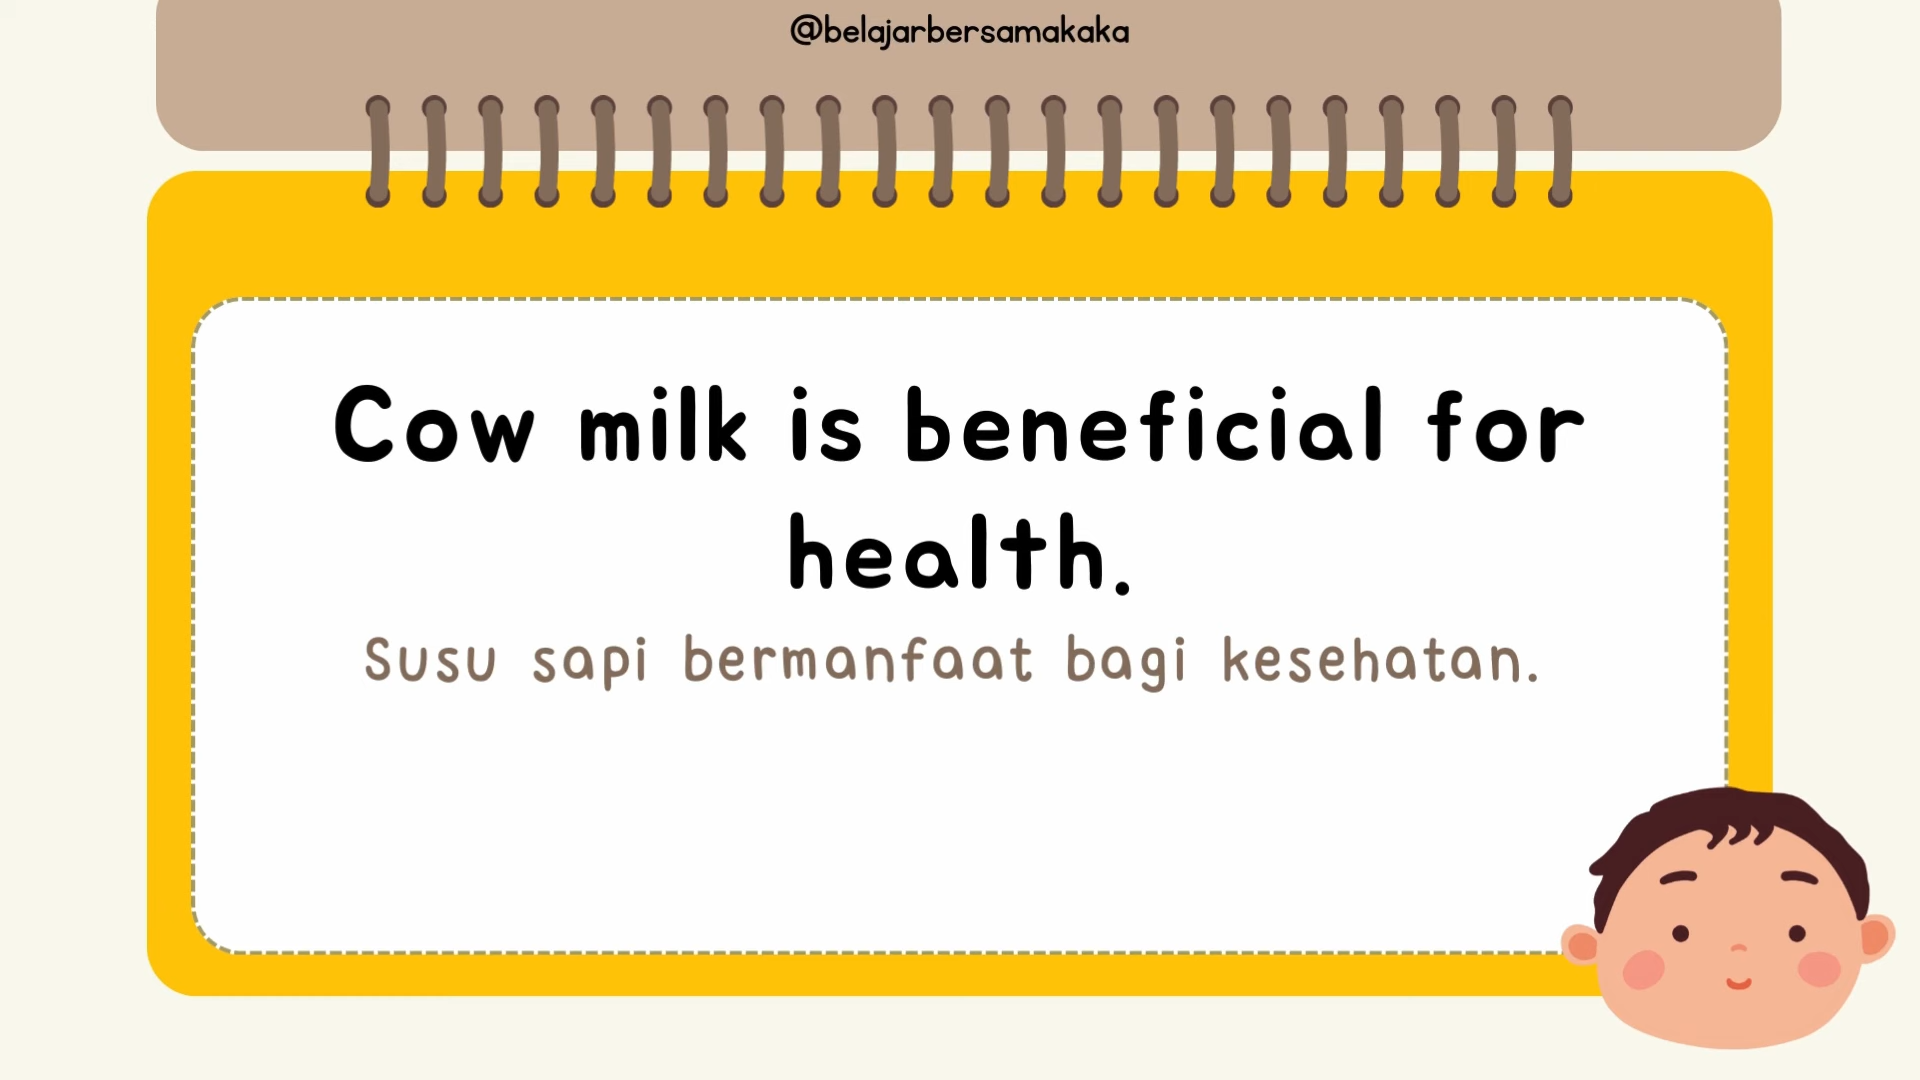 @belajarbersamakaka
Cow milk is beneficial for
health.
Susu sapi bermanfaat bagi kesehatan.